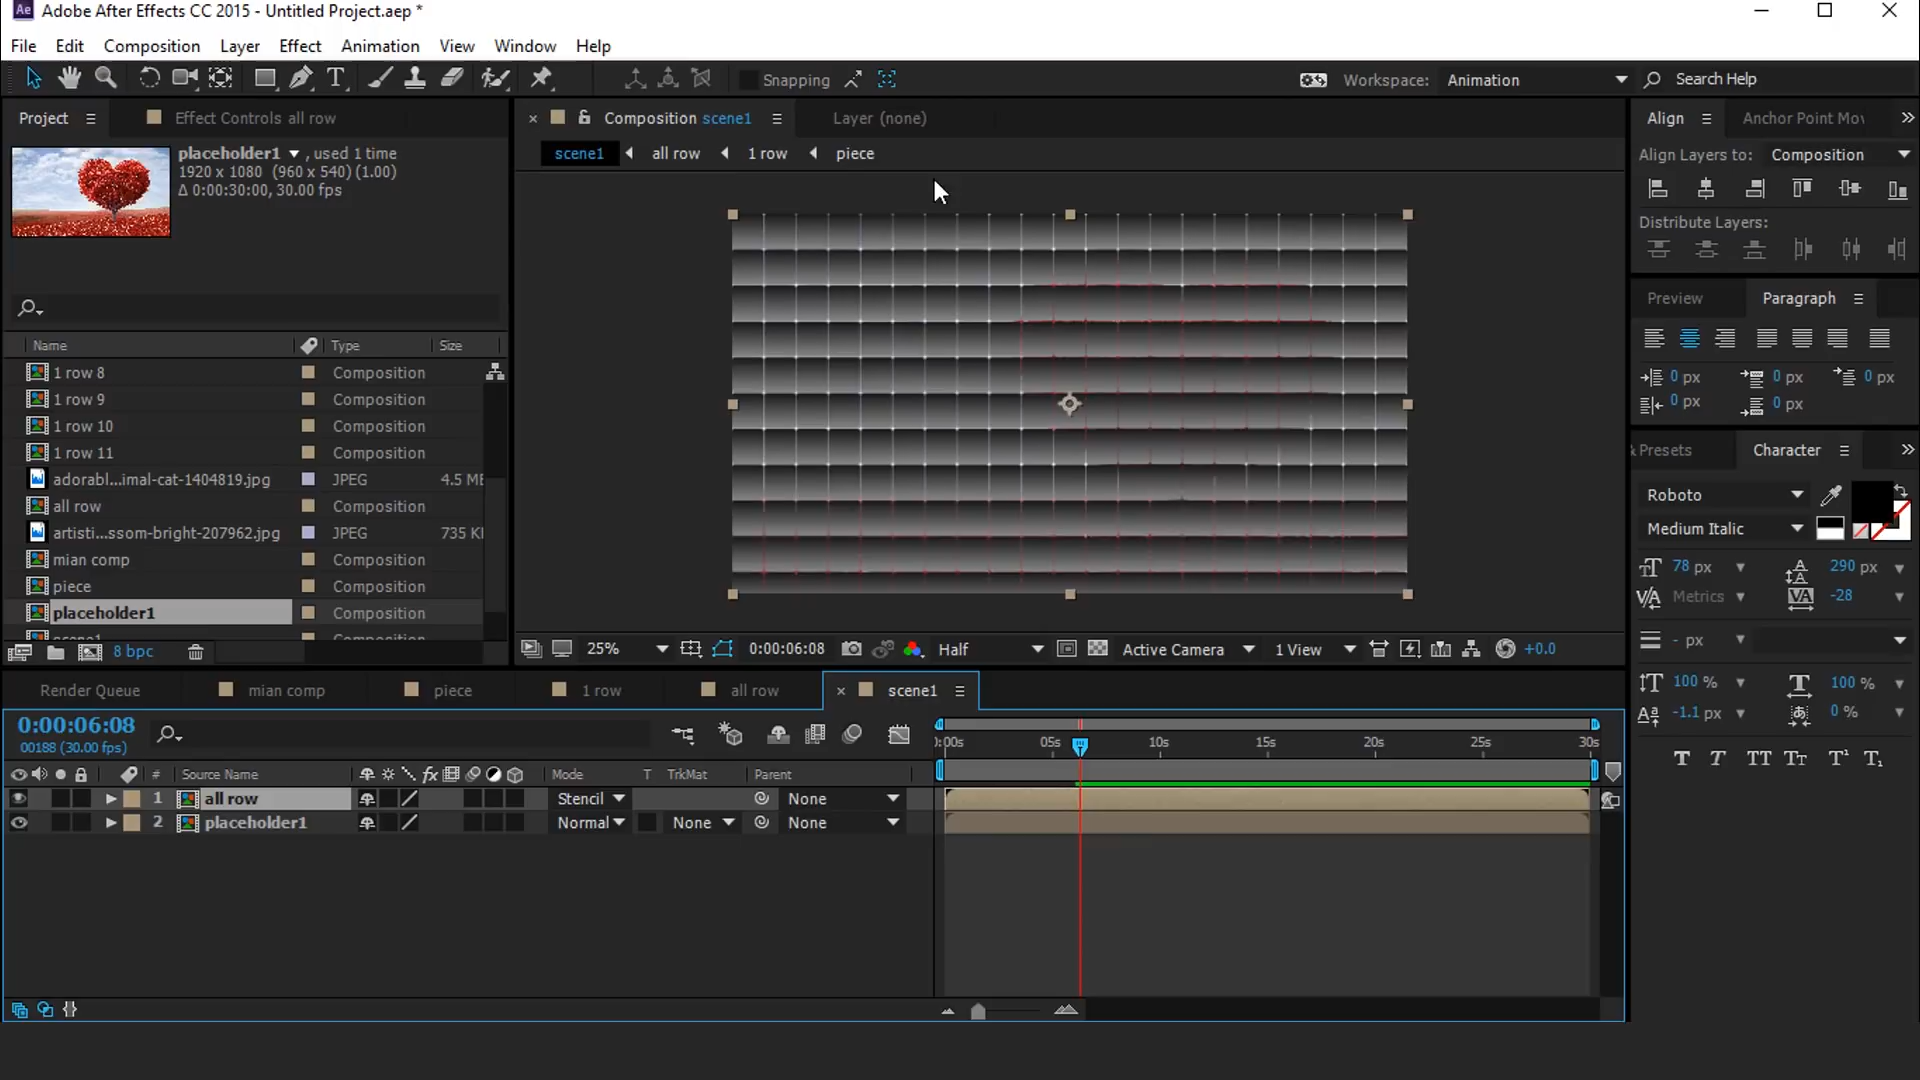 Adobe After Effects CC 2015 - Untitled Project.aep *
File Edit Composition Layer Effect Animation View Window Help
Snapping
Workspace: Animation
Search Help
Project
Effect Controls all row
Composition scene1
Layer (none)
Align
Anchor Point Mov
placeholder1 , used 1 time
1920 x 1080 (960 x 540) (1.00)
Δ 0:00:30:00, 30.00 fps
scene1 all row 1 row piece
Align Layers to: Composition
Distribute Layers:
Preview Paragraph
Name Type Size
1 row 8 Composition
1 row 9 Composition
1 row 10 Composition
1 row 11 Composition
adorabl...imal-cat-1404819.jpg JPEG 4.5 ME
all row Composition
artisti...ssom-bright-207962.jpg JPEG 735 KI
mian comp Composition
piece Composition
placeholder1 Composition
scene1 Composition
8 bpc
0 px 0 px 0 px
0 px 0 px
& Presets Character
Roboto
Medium Italic
78 px 290 px
Metrics -28
- px
100 % 100 %
-1.1 px 0 %
T T TT Tт T¹ T₁
25% 0:00:06:08 Half Active Camera 1 View +0.0
Render Queue mian comp piece 1 row all row scene1
0:00:06:08
00188 (30.00 fps)
):00s 05s 10s 15s 20s 25s 30s
# Source Name Mode T TrkMat Parent
1 all row Stencil None
2 placeholder1 Normal None None